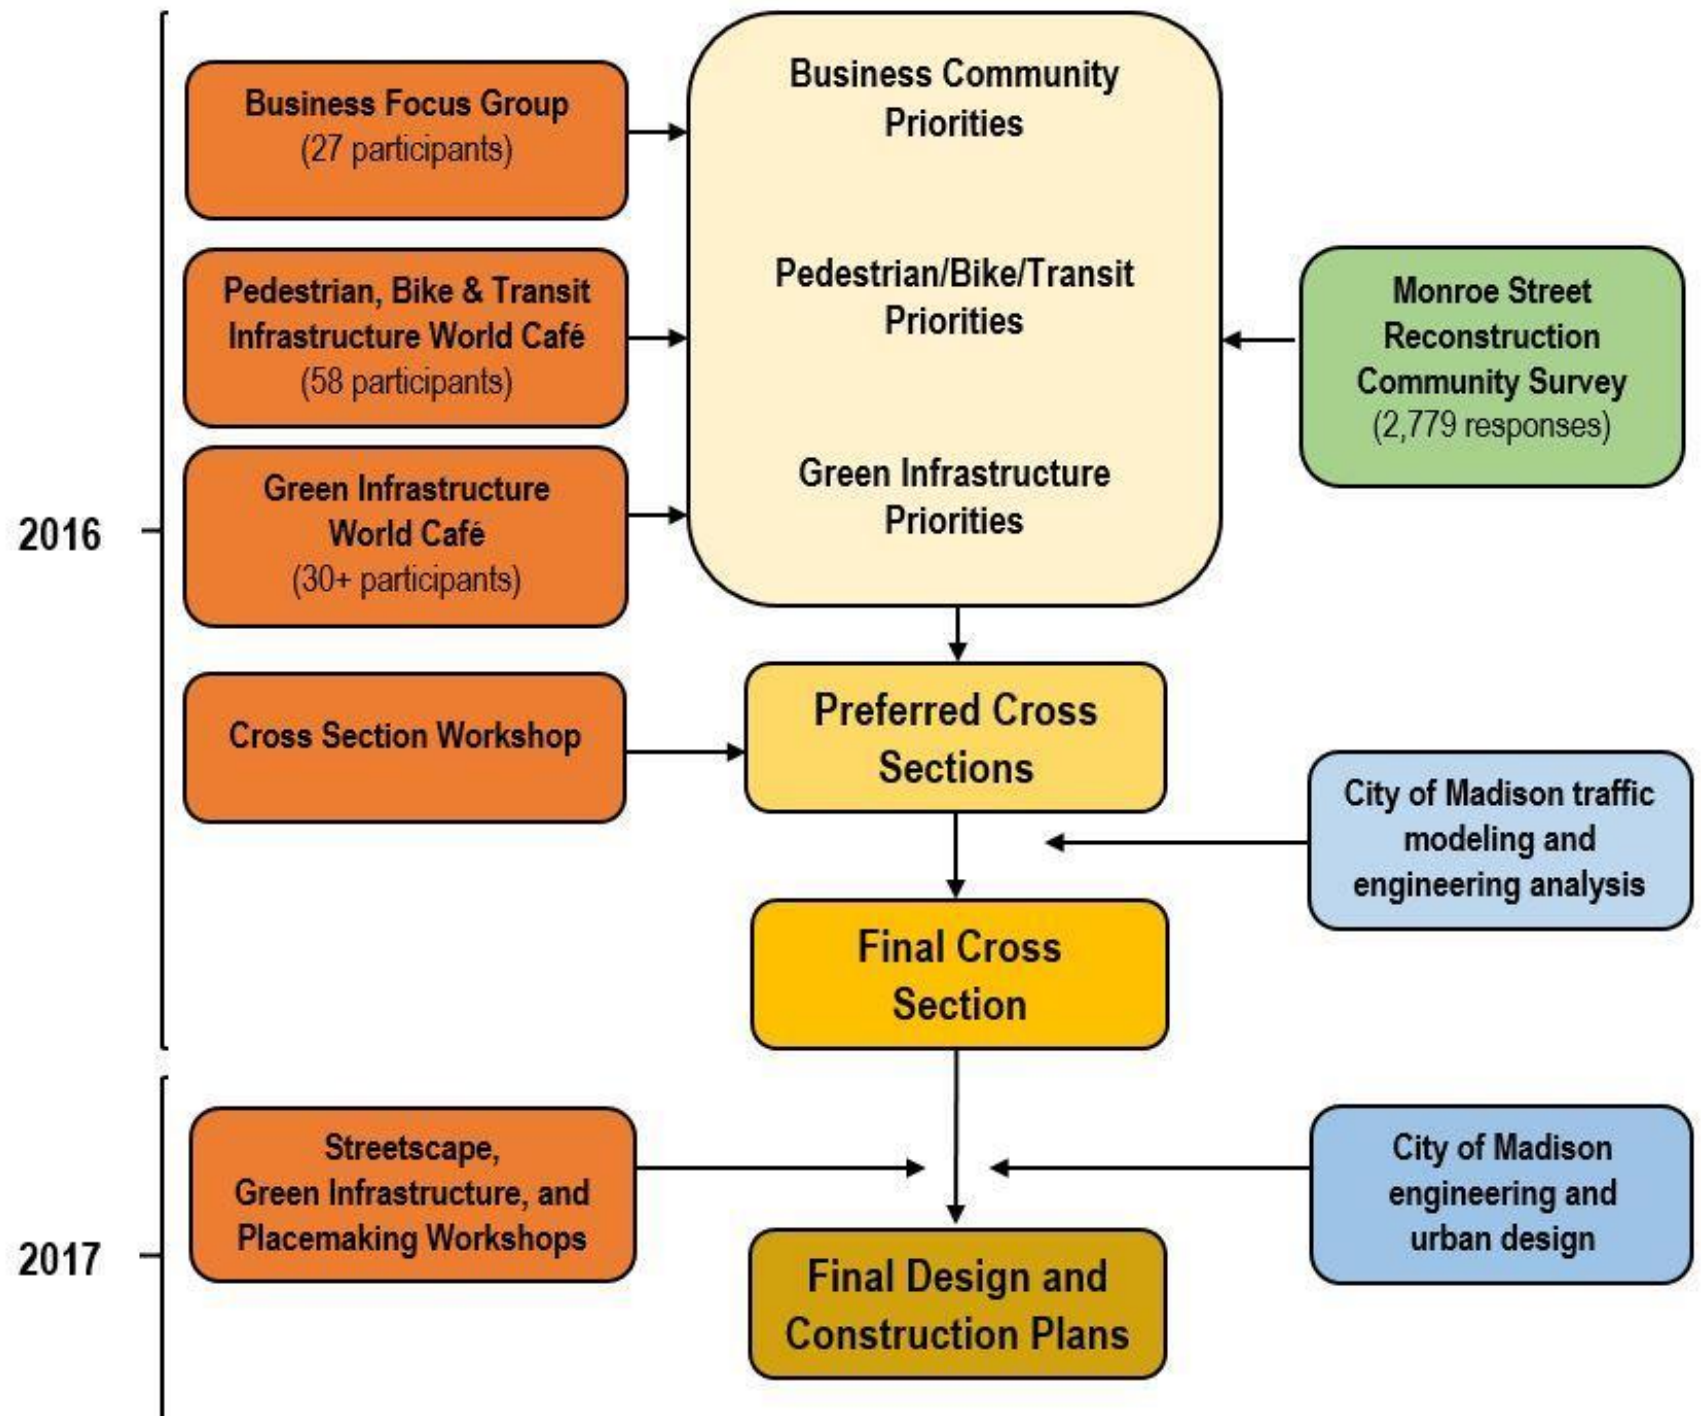 Business Focus Group
(27 participants)
Business Community
Priorities
Pedestrian, Bike & Transit
Infrastructure World Café
(58 participants)
Pedestrian/Bike/Transit
Priorities
Monroe Street
Reconstruction
Community Survey
(2,779 responses)
Green Infrastructure
World Café
(30+ participants)
Green Infrastructure
Priorities
2016
Cross Section Workshop
Preferred Cross
Sections
City of Madison traffic
modeling and
engineering analysis
Final Cross
Section
Streetscape,
Green Infrastructure, and
Placemaking Workshops
City of Madison
engineering and
urban design
2017
Final Design and
Construction Plans